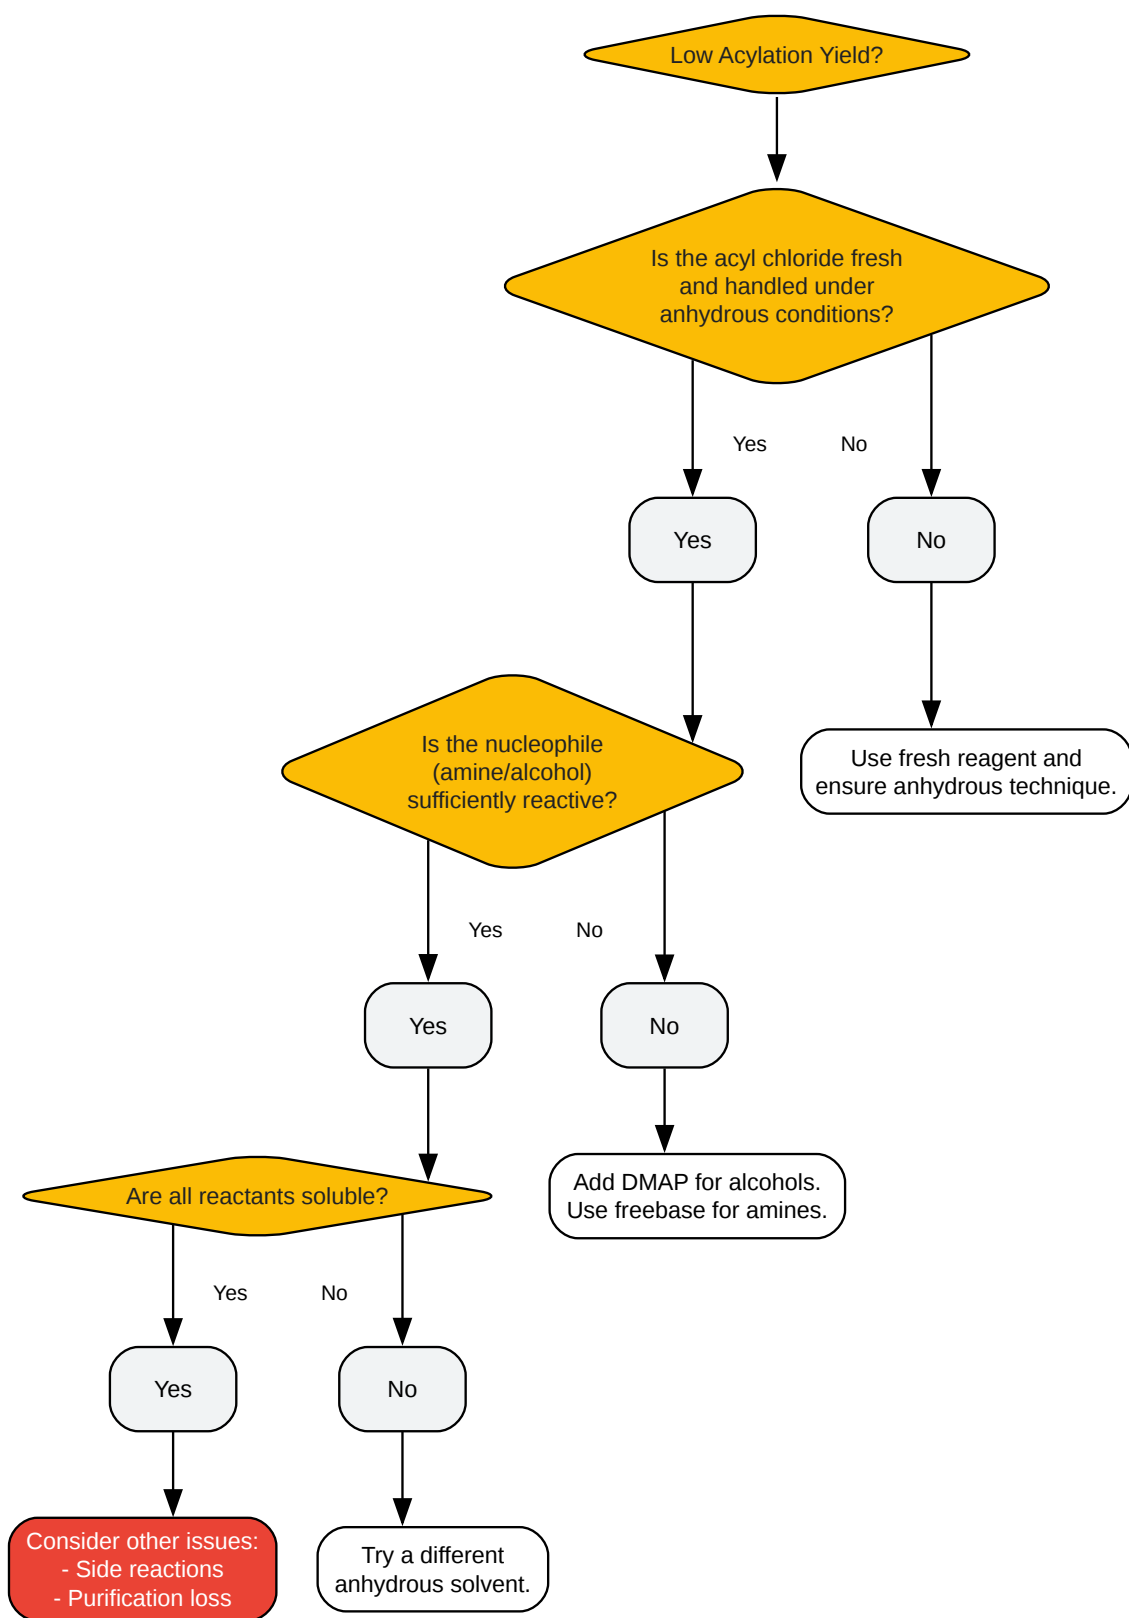 Low Acylation Yield?
Is the acyl chloride fresh
and handled under
anhydrous conditions?
Yes
No
Yes
No
Is the nucleophile
(amine/alcohol)
sufficiently reactive?
Use fresh reagent and
ensure anhydrous technique.
Yes
No
Yes
No
Are all reactants soluble?
Add DMAP for alcohols.
Use freebase for amines.
Yes
No
Yes
No
Consider other issues:
- Side reactions
- Purification loss
Try a different
anhydrous solvent.